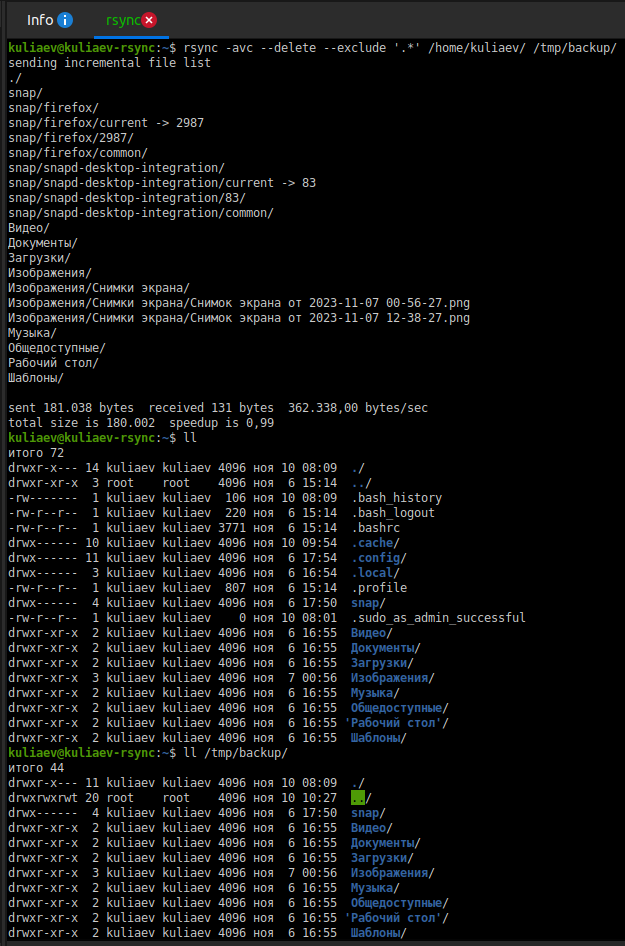 Info
rsync
kuliaev@kuliaev-rsync:~$ rsync -avc --delete --exclude '.*' /home/kuliaev/ /tmp/backup/
sending incremental file list
./
snap/
snap/firefox/
snap/firefox/current -> 2987
snap/firefox/2987/
snap/firefox/common/
snap/snapd-desktop-integration/
snap/snapd-desktop-integration/current -> 83
snap/snapd-desktop-integration/83/
snap/snapd-desktop-integration/common/
Видео/
Документы/
Загрузки/
Изображения/
Изображения/Снимки экрана/
Изображения/Снимки экрана/Снимок экрана от 2023-11-07 00-56-27.png
Изображения/Снимки экрана/Снимок экрана от 2023-11-07 12-38-27.png
Музыка/
Общедоступные/
Рабочий стол/
Шаблоны/
sent 181.038 bytes  received 131 bytes  362.338,00 bytes/sec
total size is 180.002  speedup is 0,99
kuliaev@kuliaev-rsync:~$ ll
итого 72
drwxr-x--- 14 kuliaev kuliaev 4096 ноя 10 08:09  ./
drwxr-xr-x  3 root    root    4096 ноя  6 15:14  ../
-rw-------  1 kuliaev kuliaev  106 ноя 10 08:09  .bash_history
-rw-r--r--  1 kuliaev kuliaev  220 ноя  6 15:14  .bash_logout
-rw-r--r--  1 kuliaev kuliaev 3771 ноя  6 15:14  .bashrc
drwx------ 10 kuliaev kuliaev 4096 ноя 10 09:54  .cache/
drwx------ 11 kuliaev kuliaev 4096 ноя  6 17:54  .config/
drwx------  3 kuliaev kuliaev 4096 ноя  6 16:54  .local/
-rw-r--r--  1 kuliaev kuliaev  807 ноя  6 15:14  .profile
drwx------  4 kuliaev kuliaev 4096 ноя  6 17:50  snap/
-rw-r--r--  1 kuliaev kuliaev    0 ноя 10 08:01  .sudo_as_admin_successful
drwxr-xr-x  2 kuliaev kuliaev 4096 ноя  6 16:55  Видео/
drwxr-xr-x  2 kuliaev kuliaev 4096 ноя  6 16:55  Документы/
drwxr-xr-x  2 kuliaev kuliaev 4096 ноя  6 16:55  Загрузки/
drwxr-xr-x  3 kuliaev kuliaev 4096 ноя  7 00:56  Изображения/
drwxr-xr-x  2 kuliaev kuliaev 4096 ноя  6 16:55  Музыка/
drwxr-xr-x  2 kuliaev kuliaev 4096 ноя  6 16:55  Общедоступные/
drwxr-xr-x  2 kuliaev kuliaev 4096 ноя  6 16:55 'Рабочий стол'/
drwxr-xr-x  2 kuliaev kuliaev 4096 ноя  6 16:55  Шаблоны/
kuliaev@kuliaev-rsync:~$ ll /tmp/backup/
итого 44
drwxr-x--- 11 kuliaev kuliaev 4096 ноя 10 08:09  ./
drwxrwxrwt 20 root    root    4096 ноя 10 10:27  ../
drwx------  4 kuliaev kuliaev 4096 ноя  6 17:50  snap/
drwxr-xr-x  2 kuliaev kuliaev 4096 ноя  6 16:55  Видео/
drwxr-xr-x  2 kuliaev kuliaev 4096 ноя  6 16:55  Документы/
drwxr-xr-x  2 kuliaev kuliaev 4096 ноя  6 16:55  Загрузки/
drwxr-xr-x  3 kuliaev kuliaev 4096 ноя  7 00:56  Изображения/
drwxr-xr-x  2 kuliaev kuliaev 4096 ноя  6 16:55  Музыка/
drwxr-xr-x  2 kuliaev kuliaev 4096 ноя  6 16:55  Общедоступные/
drwxr-xr-x  2 kuliaev kuliaev 4096 ноя  6 16:55 'Рабочий стол'/
drwxr-xr-x  2 kuliaev kuliaev 4096 ноя  6 16:55  Шаблоны/